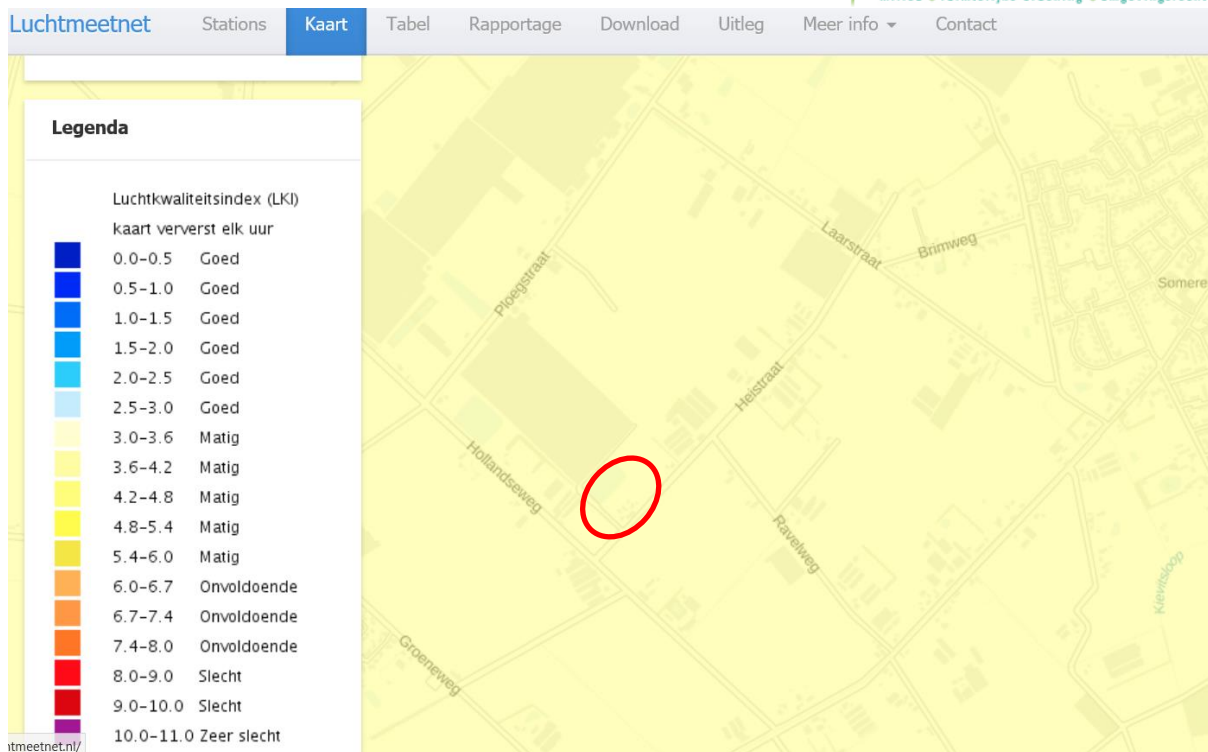 Luchtmeetnet Stations Kaart Tabel Rapportage Download Uitleg Meer info Contact
Legenda
Luchtkwaliteitsindex (LKI)
kaart ververst elk uur
0.0-0.5 Goed
0.5-1.0 Goed
1.0-1.5 Goed
1.5-2.0 Goed
2.0-2.5 Goed
2.5-3.0 Goed
3.0-3.6 Matig
3.6-4.2 Matig
4.2-4.8 Matig
4.8-5.4 Matig
5.4-6.0 Matig
6.0-6.7 Onvoldoende
6.7-7.4 Onvoldoende
7.4-8.0 Onvoldoende
8.0-9.0 Slecht
9.0-10.0 Slecht
10.0-11.0 Zeer slecht
htmeetnet.nl/
Laarstraat
Brimweg
Somere
Ploegstraat
Heistraat
Hollandseweg
Ravelweg
Kievitsloop
Groeneweg